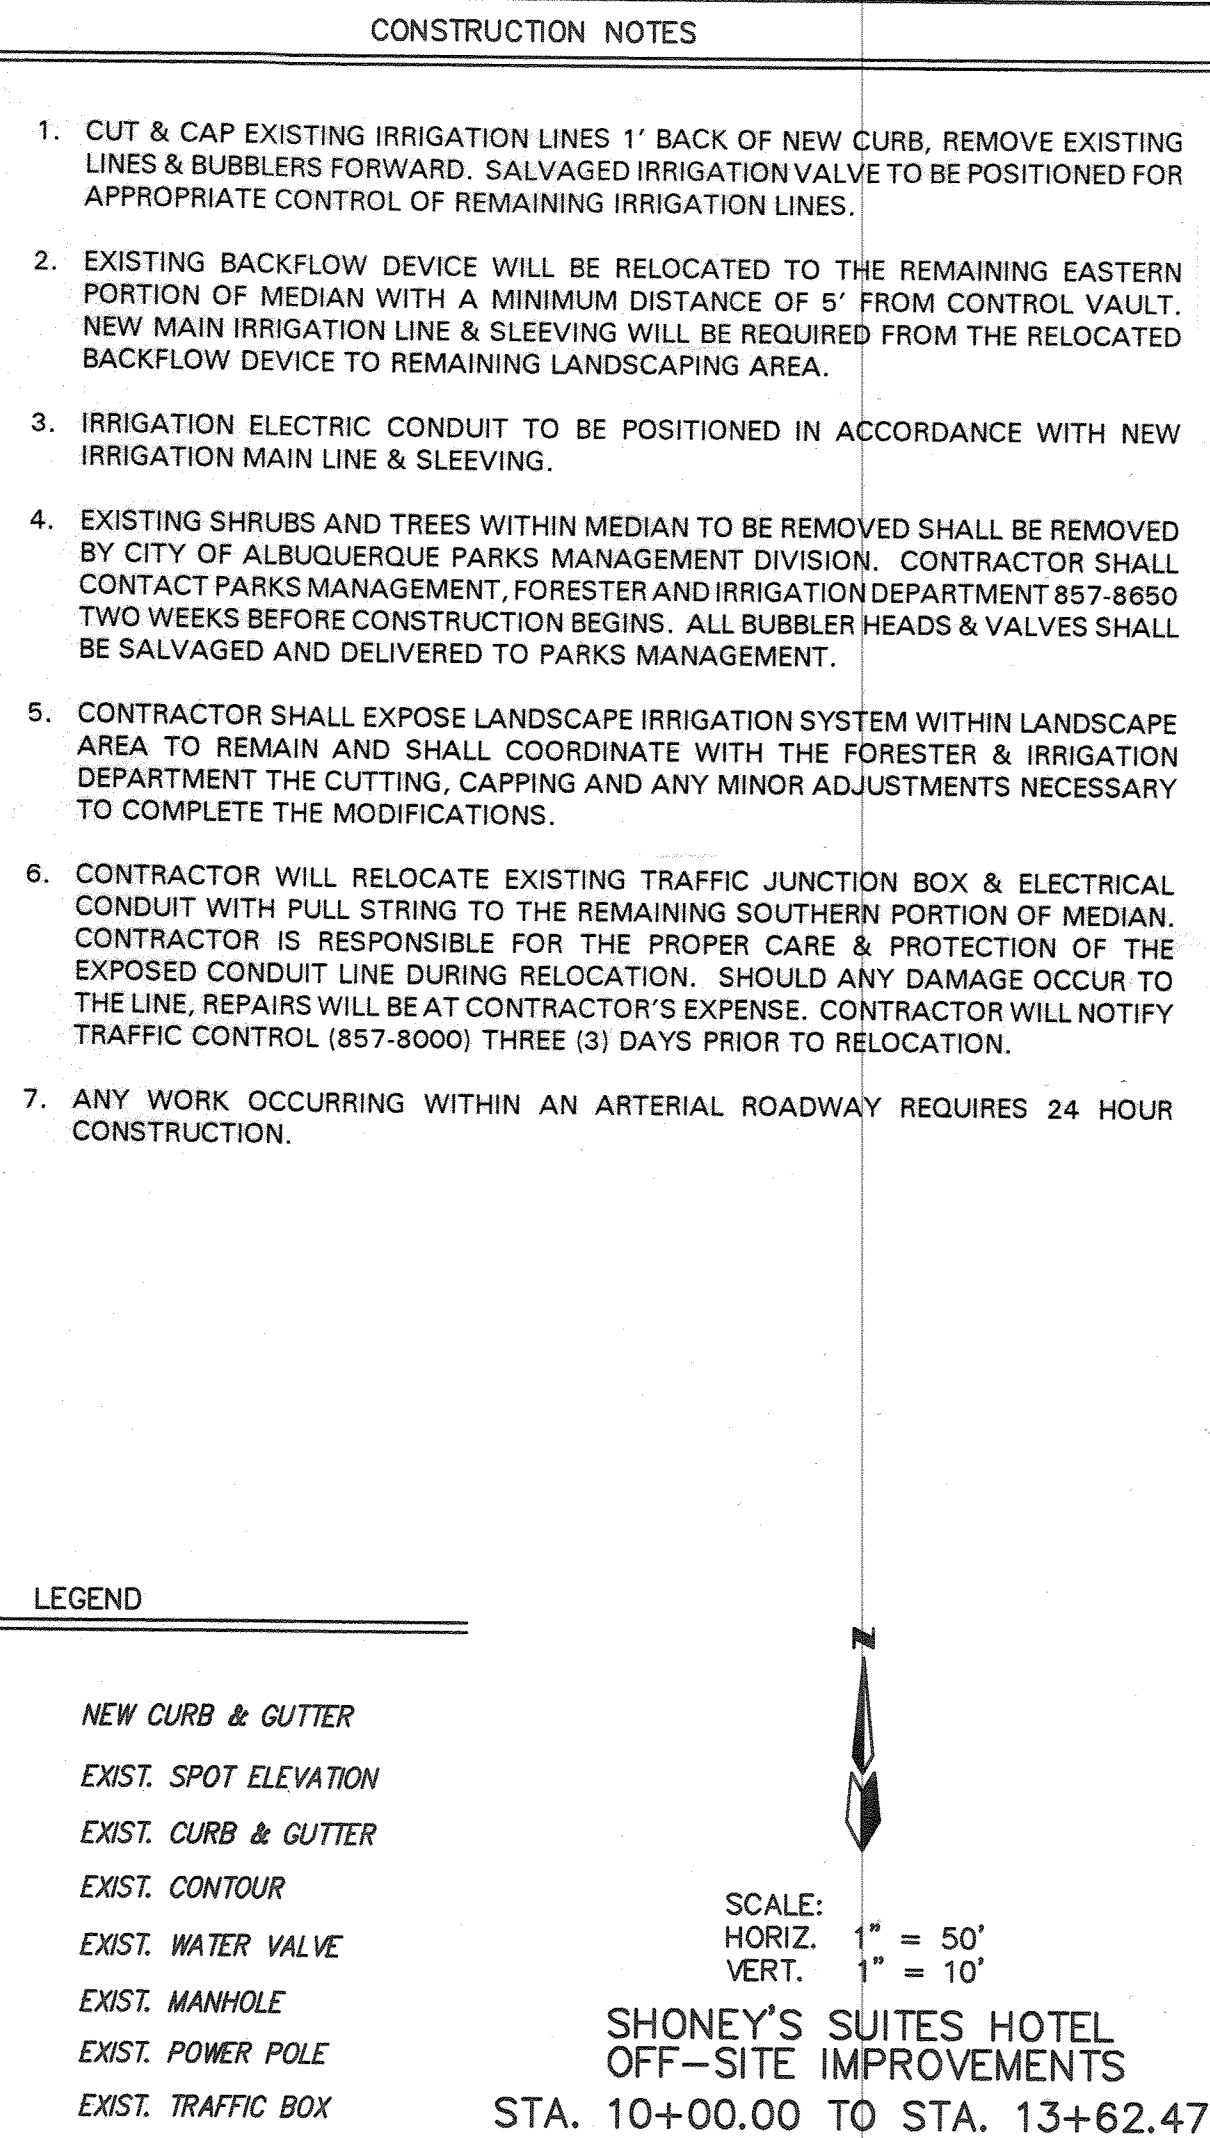 CONSTRUCTION NOTES
1. CUT & CAP EXISTING IRRIGATION LINES 1' BACK OF NEW CURB, REMOVE EXISTING
LINES & BUBBLERS FORWARD. SALVAGED IRRIGATION VALVE TO BE POSITIONED FOR
APPROPRIATE CONTROL OF REMAINING IRRIGATION LINES.
2. EXISTING BACKFLOW DEVICE WILL BE RELOCATED TO THE REMAINING EASTERN
PORTION OF MEDIAN WITH A MINIMUM DISTANCE OF 5' FROM CONTROL VAULT.
NEW MAIN IRRIGATION LINE & SLEEVING WILL BE REQUIRED FROM THE RELOCATED
BACKFLOW DEVICE TO REMAINING LANDSCAPING AREA.
3. IRRIGATION ELECTRIC CONDUIT TO BE POSITIONED IN ACCORDANCE WITH NEW
IRRIGATION MAIN LINE & SLEEVING.
4. EXISTING SHRUBS AND TREES WITHIN MEDIAN TO BE REMOVED SHALL BE REMOVED
BY CITY OF ALBUQUERQUE PARKS MANAGEMENT DIVISION. CONTRACTOR SHALL
CONTACT PARKS MANAGEMENT, FORESTER AND IRRIGATION DEPARTMENT 857-8650
TWO WEEKS BEFORE CONSTRUCTION BEGINS. ALL BUBBLER HEADS & VALVES SHALL
BE SALVAGED AND DELIVERED TO PARKS MANAGEMENT.
5. CONTRACTOR SHALL EXPOSE LANDSCAPE IRRIGATION SYSTEM WITHIN LANDSCAPE
AREA TO REMAIN AND SHALL COORDINATE WITH THE FORESTER & IRRIGATION
DEPARTMENT THE CUTTING, CAPPING AND ANY MINOR ADJUSTMENTS NECESSARY
TO COMPLETE THE MODIFICATIONS.
6. CONTRACTOR WILL RELOCATE EXISTING TRAFFIC JUNCTION BOX & ELECTRICAL
CONDUIT WITH PULL STRING TO THE REMAINING SOUTHERN PORTION OF MEDIAN.
CONTRACTOR IS RESPONSIBLE FOR THE PROPER CARE & PROTECTION OF THE
EXPOSED CONDUIT LINE DURING RELOCATION. SHOULD ANY DAMAGE OCCUR TO
THE LINE, REPAIRS WILL BE AT CONTRACTOR'S EXPENSE. CONTRACTOR WILL NOTIFY
TRAFFIC CONTROL (857-8000) THREE (3) DAYS PRIOR TO RELOCATION.
7. ANY WORK OCCURRING WITHIN AN ARTERIAL ROADWAY REQUIRES 24 HOUR
CONSTRUCTION.
LEGEND
NEW CURB & GUTTER
EXIST. SPOT ELEVATION
EXIST. CURB & GUTTER
EXIST. CONTOUR
EXIST. WATER VALVE
EXIST. MANHOLE
EXIST. POWER POLE
EXIST. TRAFFIC BOX
N
SCALE:
HORIZ. 1" = 50'
VERT. 1" = 10'
SHONEY'S SUITES HOTEL
OFF-SITE IMPROVEMENTS
STA. 10+00.00 TO STA. 13+62.47